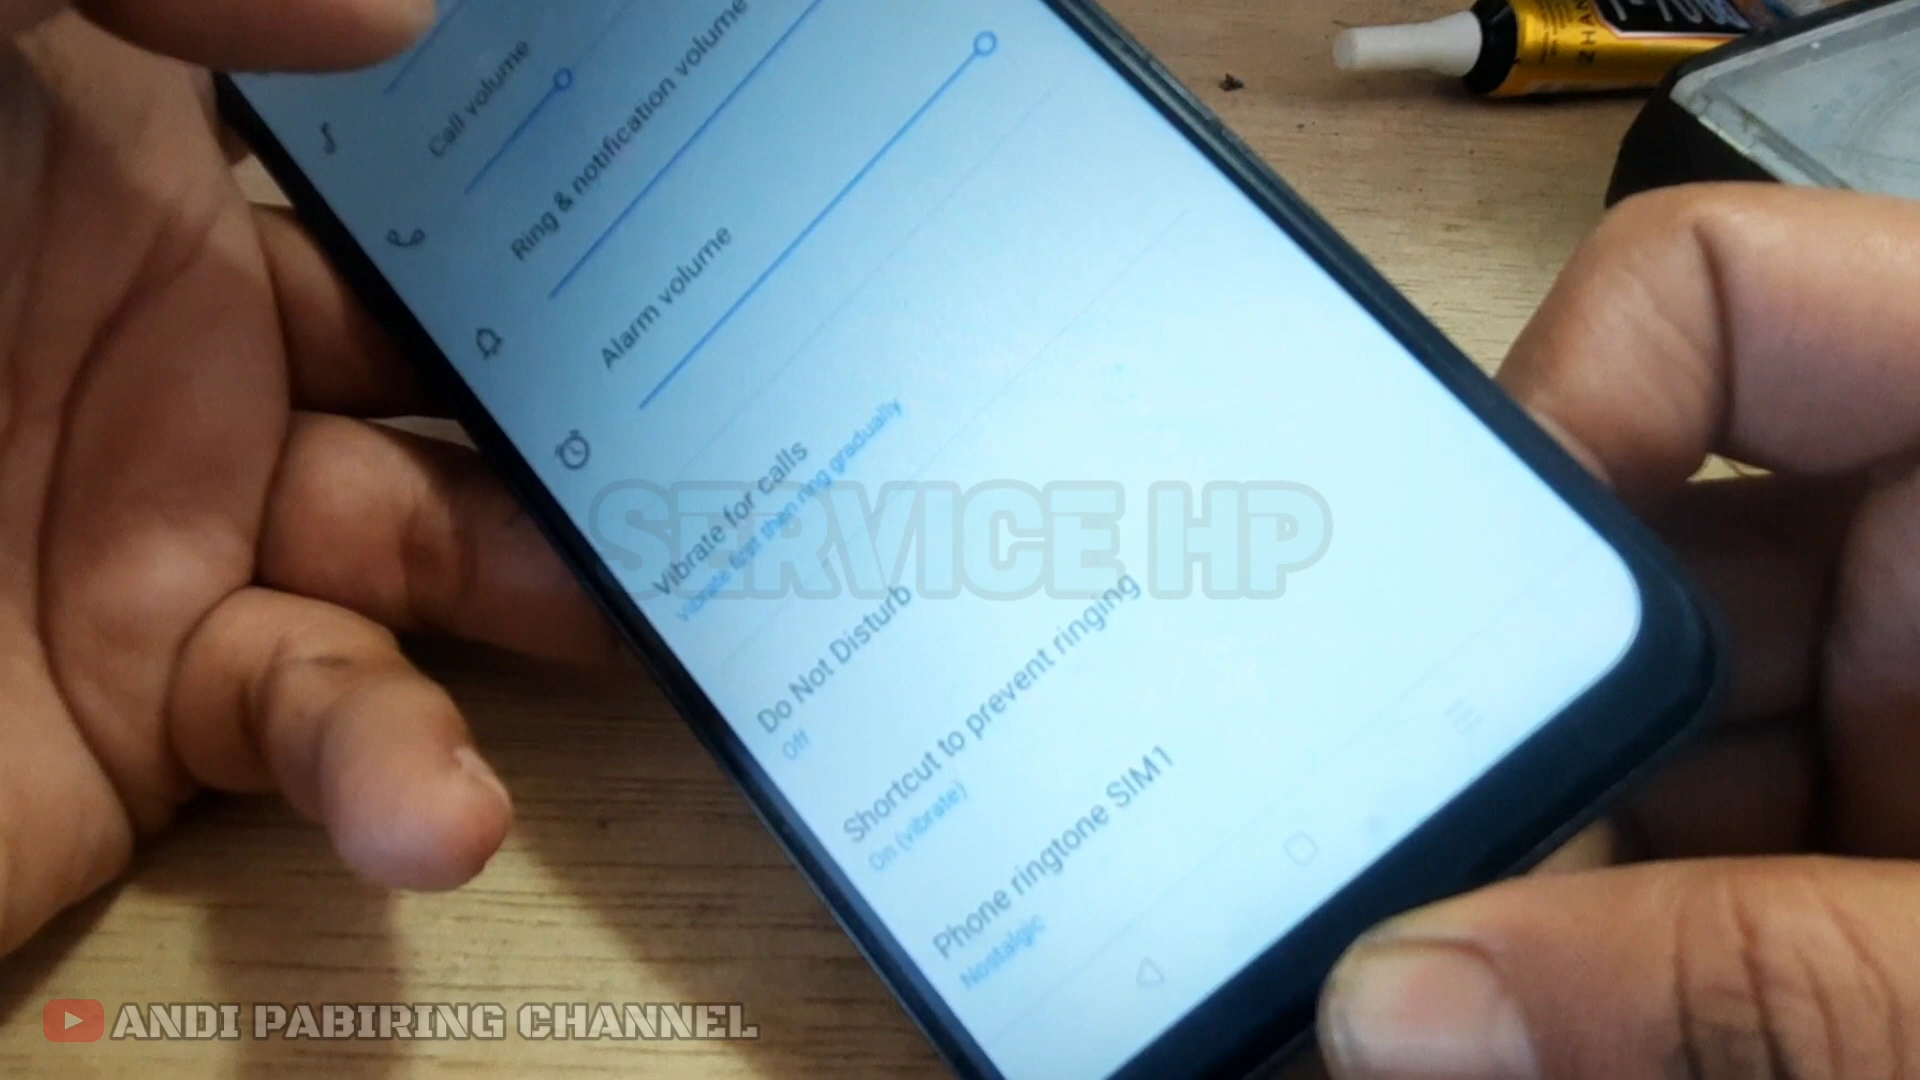 Call volume
Ring & notification volume
Alarm volume
Vibrate for calls
Vibrate first then ring gradually
Do Not Disturb
Off
Shortcut to prevent ringing
On (vibrate)
Phone ringtone SIM1
Nostalgic
SERVICE HP
ANDI PABIRING CHANNEL